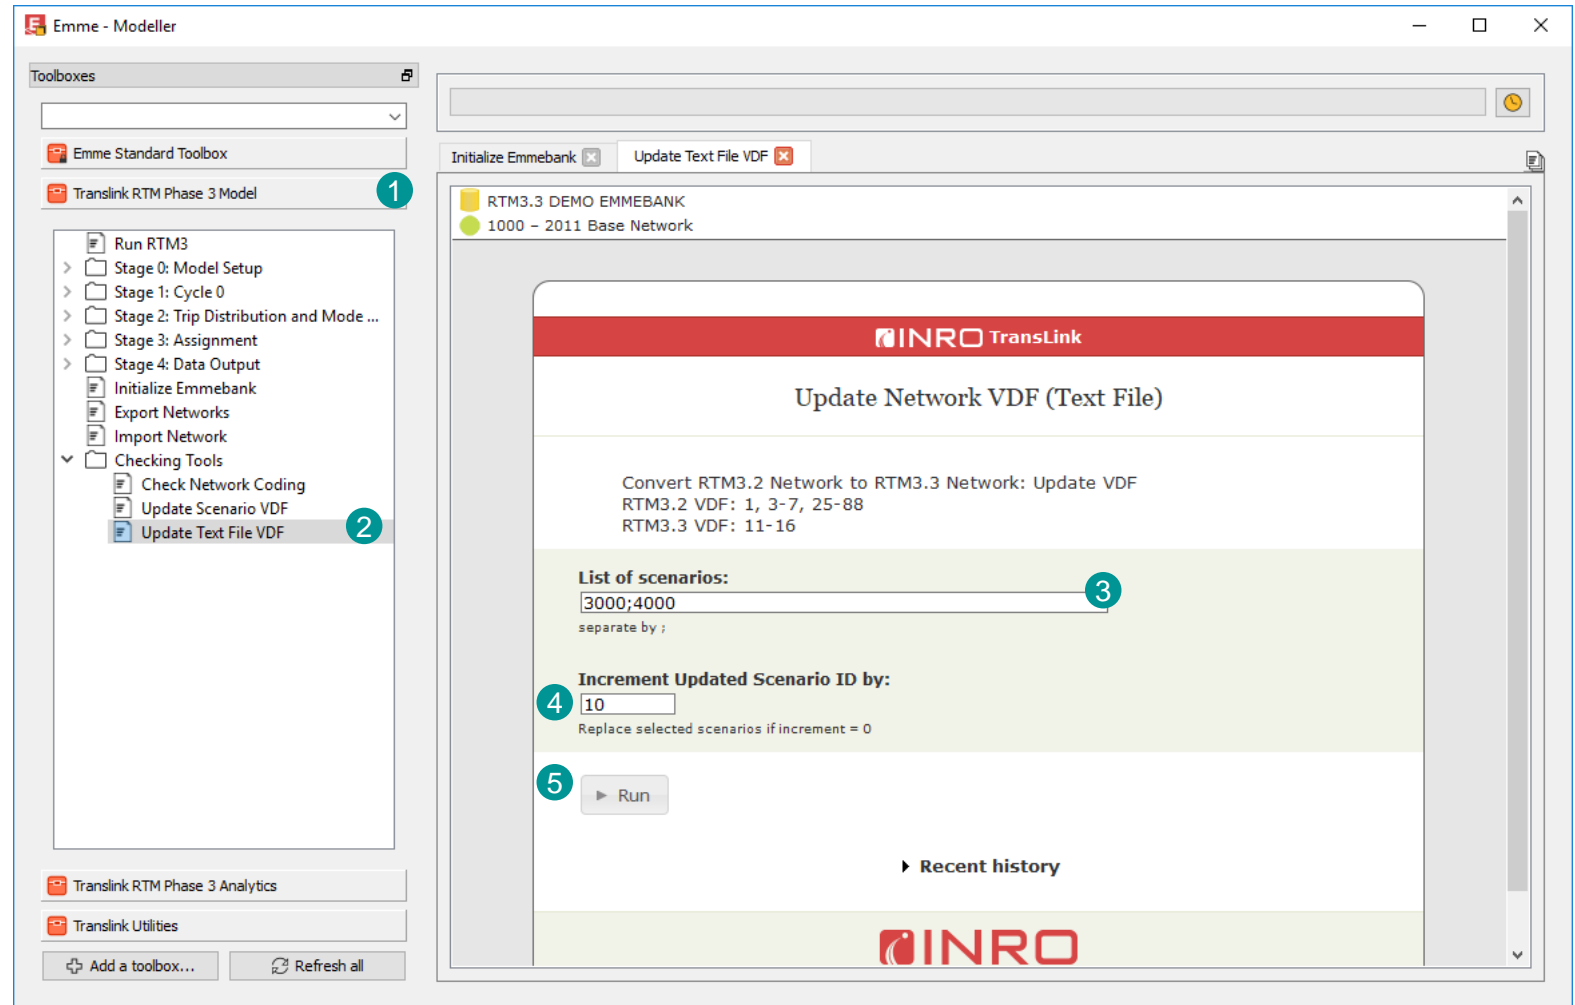 Emme - Modeller
Toolboxes
Emme Standard Toolbox
Translink RTM Phase 3 Model
1
Run RTM3
Stage 0: Model Setup
Stage 1: Cycle 0
Stage 2: Trip Distribution and Mode ...
Stage 3: Assignment
Stage 4: Data Output
Initialize Emmebank
Export Networks
Import Network
Checking Tools
Check Network Coding
Update Scenario VDF
Update Text File VDF
2
Translink RTM Phase 3 Analytics
Translink Utilities
Add a toolbox...
Refresh all
Initialize Emmebank
Update Text File VDF
RTM3.3 DEMO EMMEBANK
1000 - 2011 Base Network
INRO TransLink
Update Network VDF (Text File)
Convert RTM3.2 Network to RTM3.3 Network: Update VDF
RTM3.2 VDF: 1, 3-7, 25-88
RTM3.3 VDF: 11-16
List of scenarios:
3000;4000
3
separate by ;
Increment Updated Scenario ID by:
4
10
Replace selected scenarios if increment = 0
5
Run
Recent history
INRO